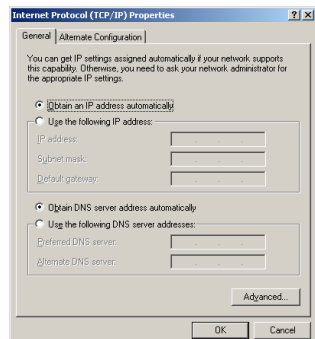 Internet Protocol (TCP/IP) Properties
General
Alternate Configuration
You can get IP settings assigned automatically if your network supports
this capability. Otherwise, you need to ask your network administrator for
the appropriate IP settings.
Obtain an IP address automatically
Use the following IP address:
IP address:
Subnet mask:
Default gateway:
Obtain DNS server address automatically
Use the following DNS server addresses:
Preferred DNS server:
Alternate DNS server:
Advanced...
OK
Cancel